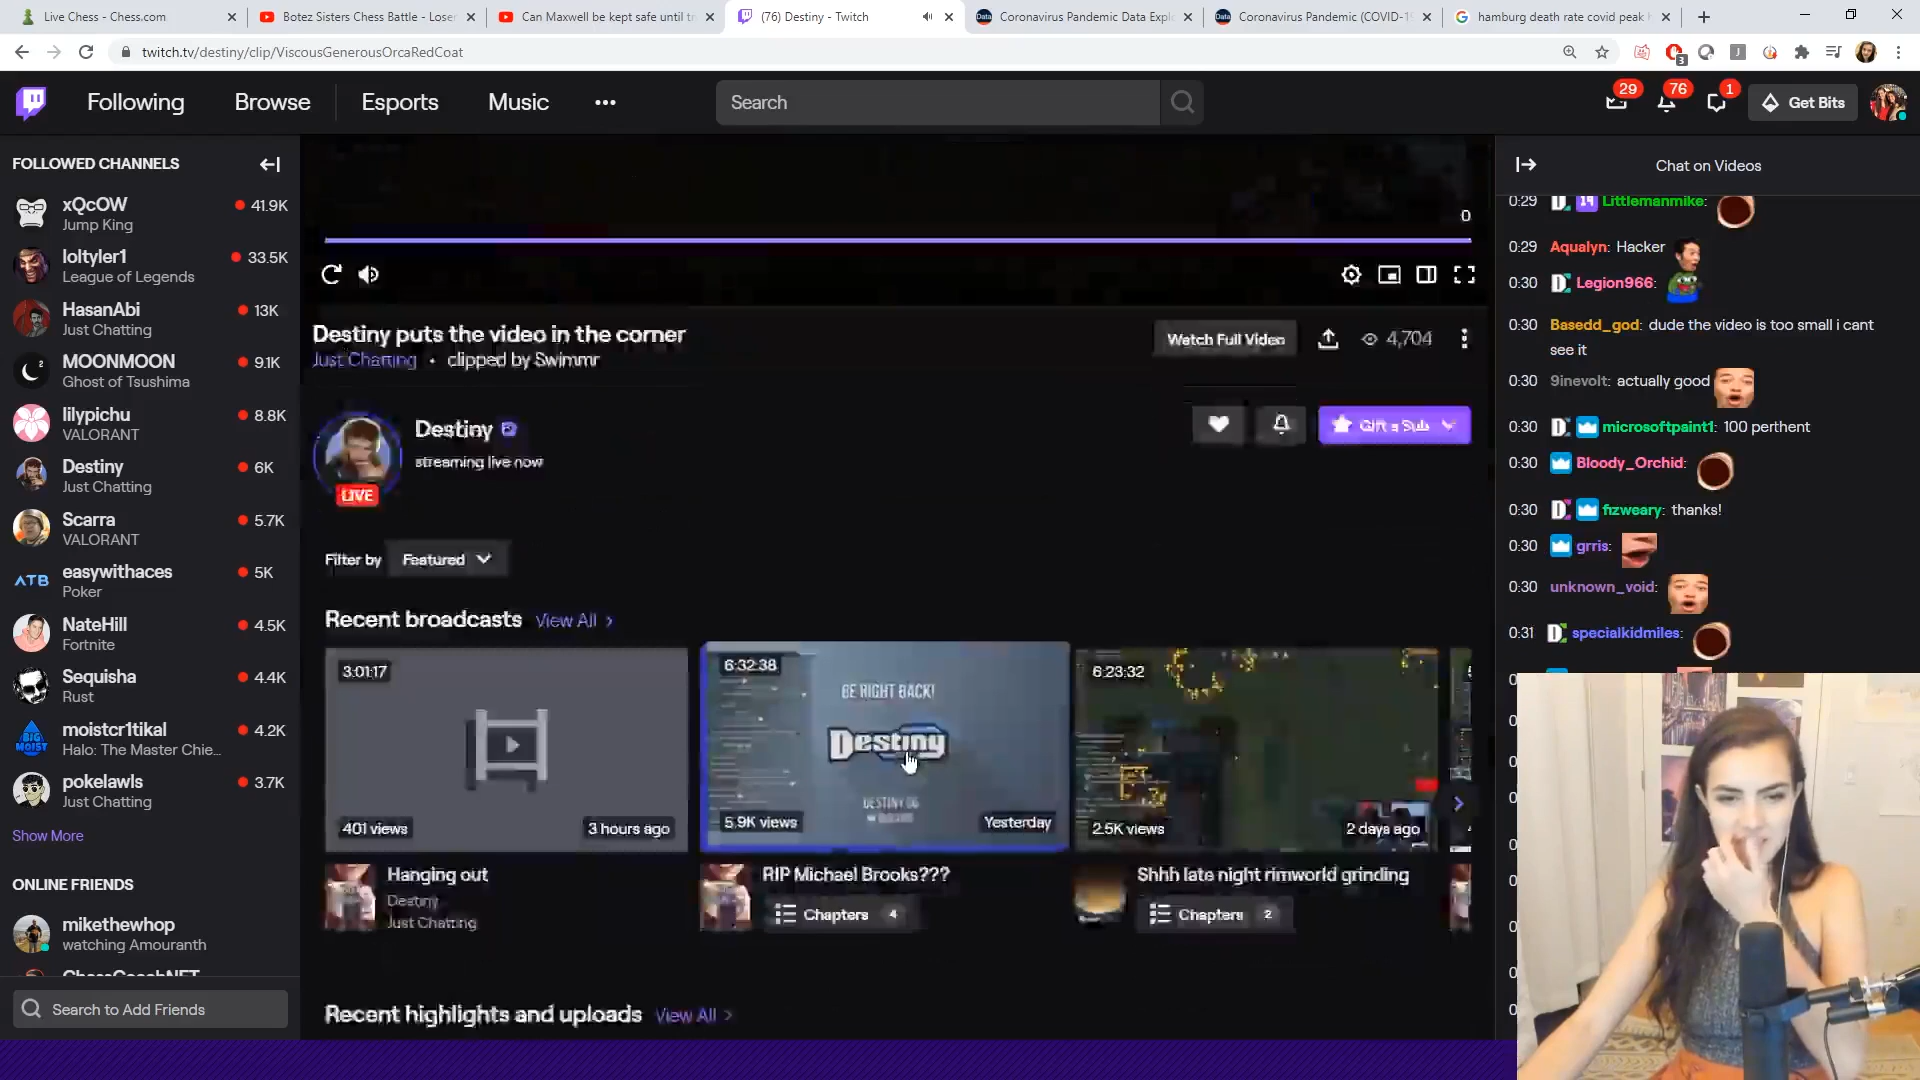 Live Chess - Chess.com
Botez Sisters Chess Battle - Loser
Can Maxwell be kept safe until tr
(76) Destiny - Twitch
Coronavirus Pandemic Data Expl
Coronavirus Pandemic (COVID-1
hamburg death rate covid peak
twitch.tv/destiny/clip/ViscousGenerousOrcaRedCoat
3
Following
Browse
Esports
Music
Search
29
76
1
Get Bits
FOLLOWED CHANNELS
xQcOW
41.9K
Jump King
loltyler1
33.5K
League of Legends
HasanAbi
13K
Just Chatting
MOONMOON
9.1K
Ghost of Tsushima
lilypichu
8.8K
VALORANT
Destiny
6K
Just Chatting
Scarra
5.7K
VALORANT
ATB
easywithaces
5K
Poker
NateHill
4.5K
Fortnite
Sequisha
4.4K
Rust
BIG MOIST
moistcr1tikal
4.2K
Halo: The Master Chie...
pokelawls
3.7K
Just Chatting
Show More
ONLINE FRIENDS
mikethewhop
watching Amouranth
ChessCoachNET
Search to Add Friends
0
Destiny puts the video in the corner
Just Chatting • clipped by Swimmr
Watch Full Video
4,704
Destiny
streaming live now
LIVE
Gift a Sub
Filter by
Featured
Recent broadcasts
View All
3:01:17
401 views
3 hours ago
Hanging out
Destiny
Just Chatting
6:32:38
BE RIGHT BACK!
Destiny
DESTINY.GG
5.9K views
Yesterday
RIP Michael Brooks???
Chapters 4
6:23:32
2.5K views
2 days ago
Shhh late night rimworld grinding
Chapters 2
Recent highlights and uploads
View All
Chat on Videos
0:29 Littlemanmike:
0:29 Aqualyn: Hacker
0:30 Legion966:
0:30 Basedd_god: dude the video is too small i cant
see it
0:30 9inevolt: actually good
0:30 microsoftpaint1: 100 perthent
0:30 Bloody_Orchid:
0:30 fizweary: thanks!
0:30 grris:
0:30 unknown_void:
0:31 specialkidmiles: